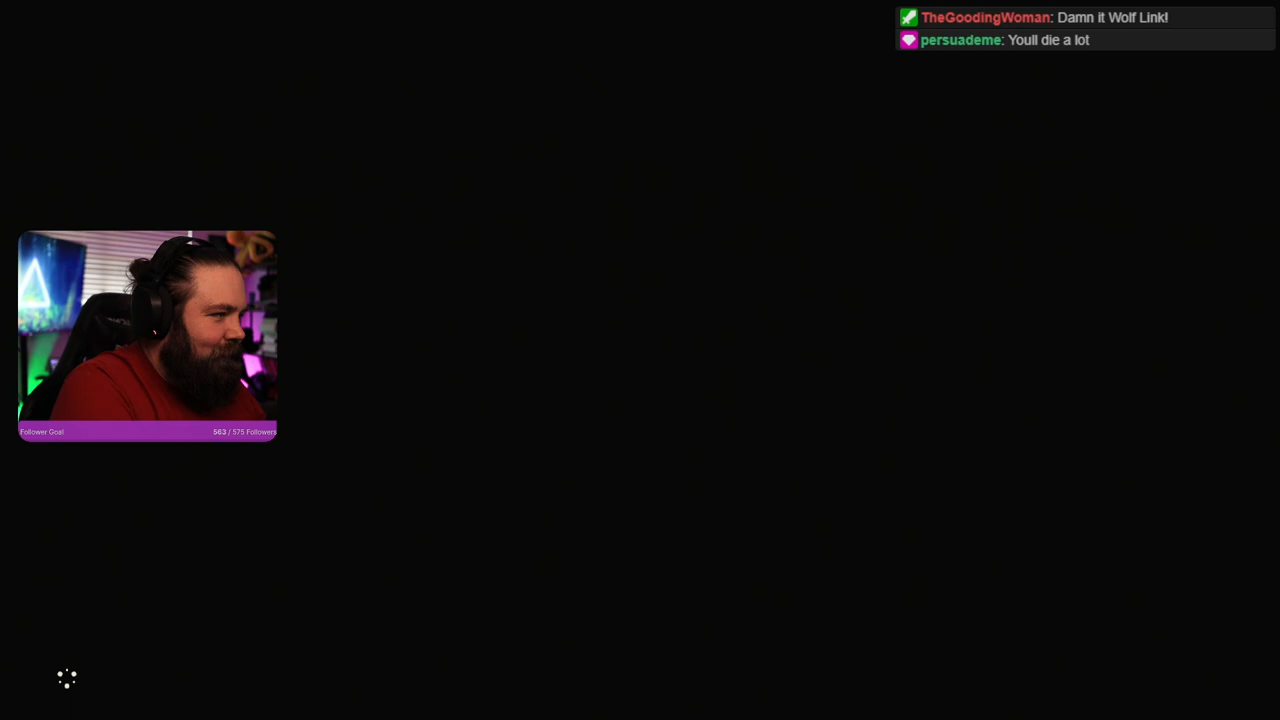 TheGoodingWoman: Damn it Wolf Link!
persuademe: Youll die a lot
Follower Goal 563 / 575 Followers